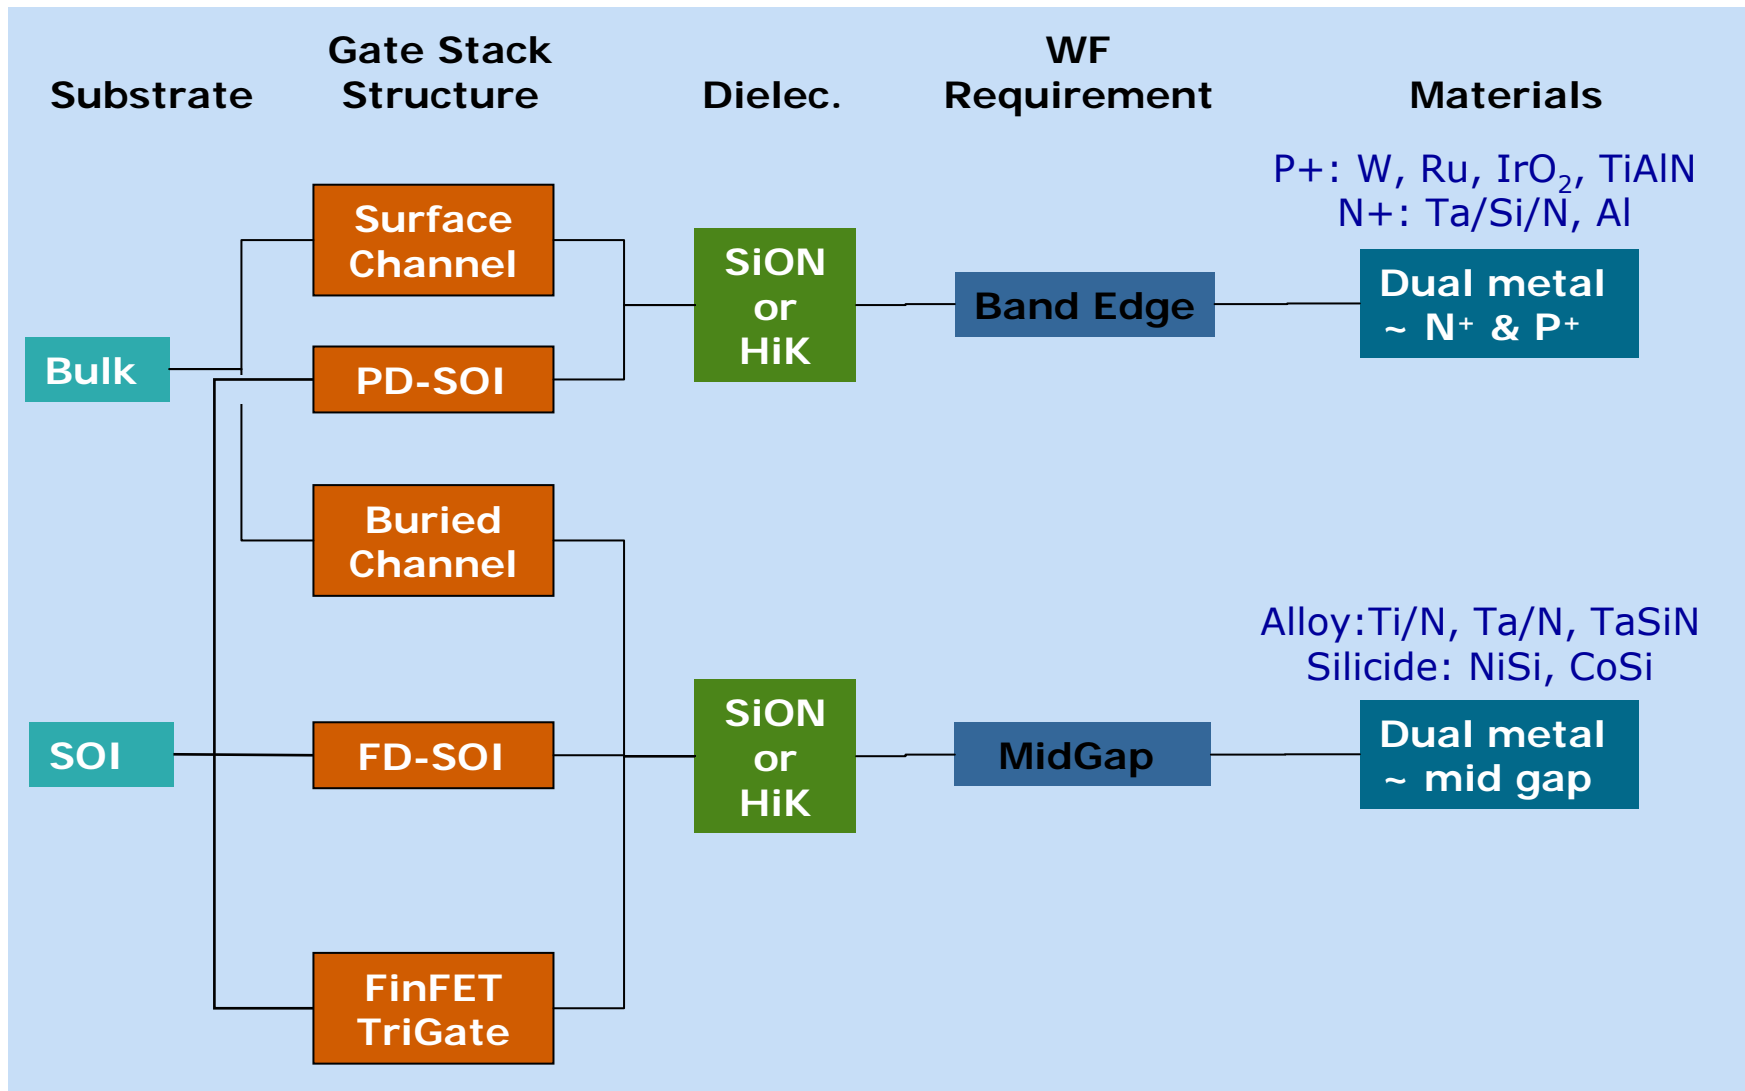 Substrate
Gate Stack
Structure
Dielec.
WF
Requirement
Materials
P+: W, Ru, IrO₂, TiAlN
N+: Ta/Si/N, Al
Surface
Channel
SiON
or
HiK
Band Edge
Dual metal
~ N⁺ & P⁺
Bulk
PD-SOI
Buried
Channel
Alloy:Ti/N, Ta/N, TaSiN
Silicide: NiSi, CoSi
SOI
FD-SOI
SiON
or
HiK
MidGap
Dual metal
~ mid gap
FinFET
TriGate